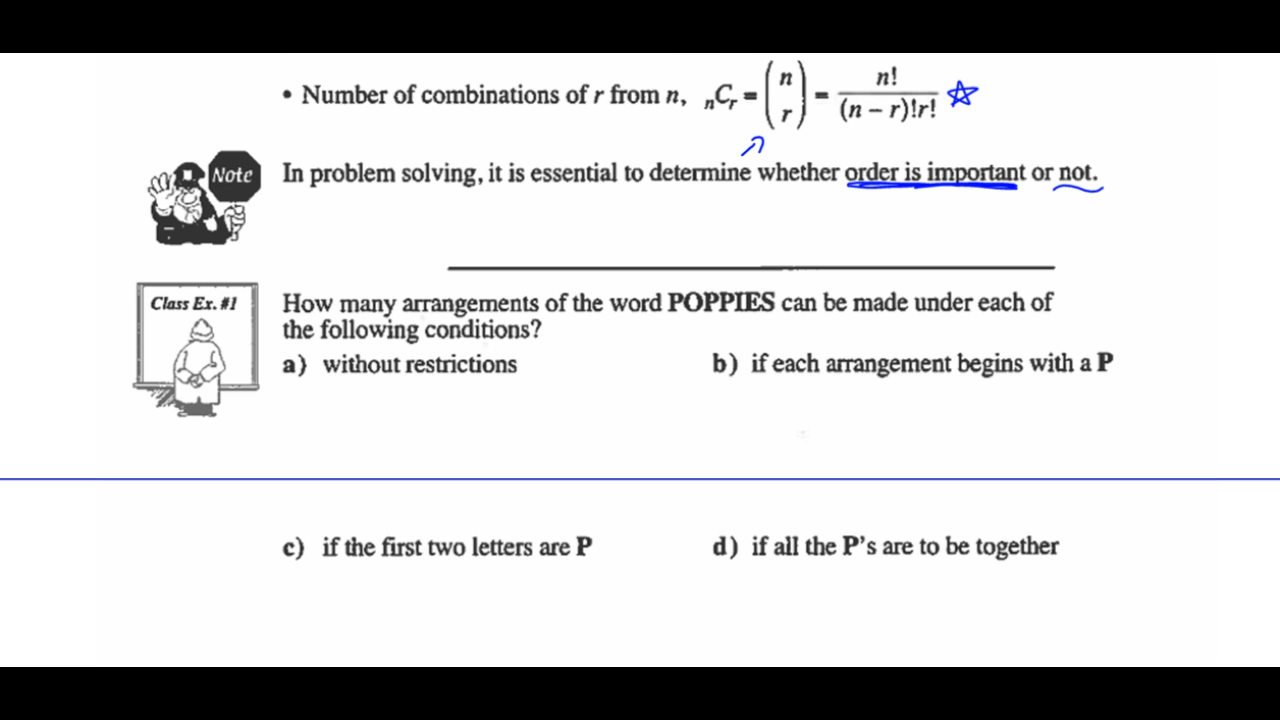 • Number of combinations of r from n, nCr = (n r) = n! / (n – r)!r!
Note
In problem solving, it is essential to determine whether order is important or not.
Class Ex. #1
How many arrangements of the word POPPIES can be made under each of
the following conditions?
a) without restrictions b) if each arrangement begins with a P
c) if the first two letters are P d) if all the P's are to be together